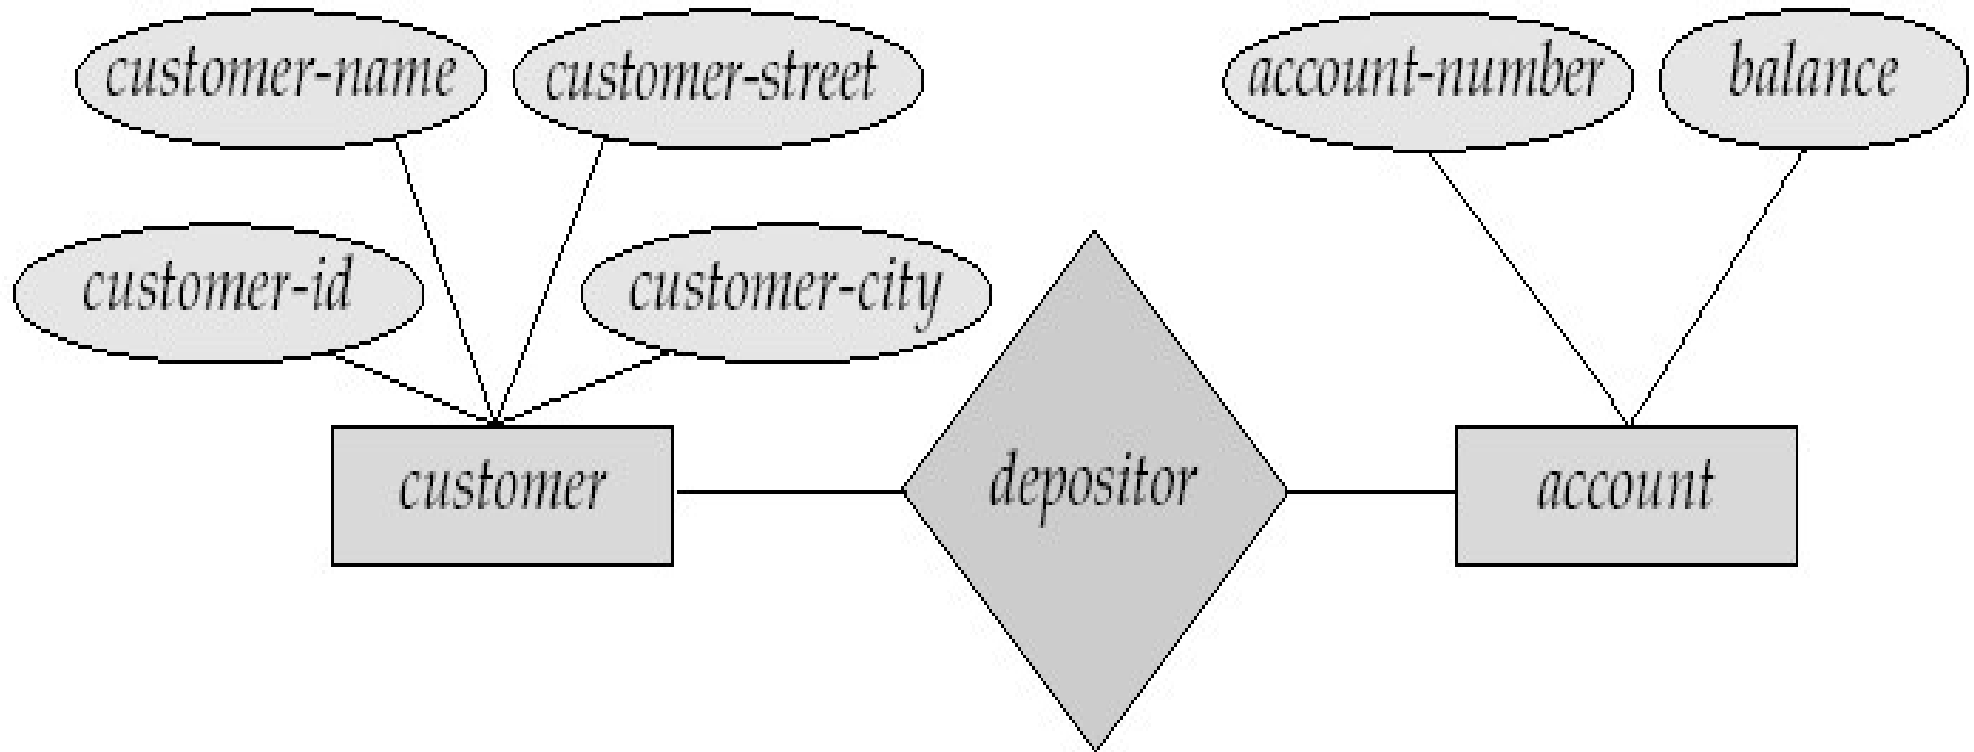 customer-name
customer-street
account-number
balance
customer-id
customer-city
customer
depositor
account